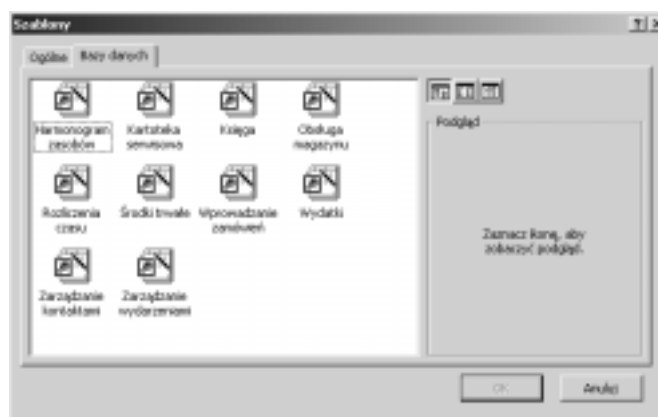 Szablony
Ogólne Bazy danych
Harmonogram zasobów
Kartoteka serwisowa
Księga
Obsługa magazynu
Rozliczenia czasu
Środki trwałe
Wprowadzanie zamówień
Wydatki
Zarządzanie kontaktami
Zarządzanie wydarzeniami
Podgląd
Zaznacz ikonę, aby
zobaczyć podgląd.
OK
Anuluj